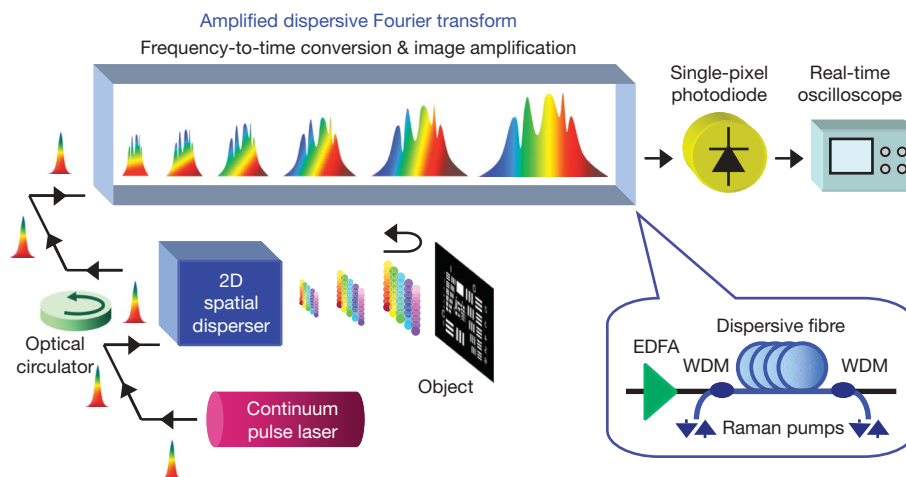 Amplified dispersive Fourier transform
Frequency-to-time conversion & image amplification
Single-pixel
photodiode
Real-time
oscilloscope
2D
spatial
disperser
Optical
circulator
Object
Continuum
pulse laser
Dispersive fibre
EDFA
WDM
WDM
Raman pumps